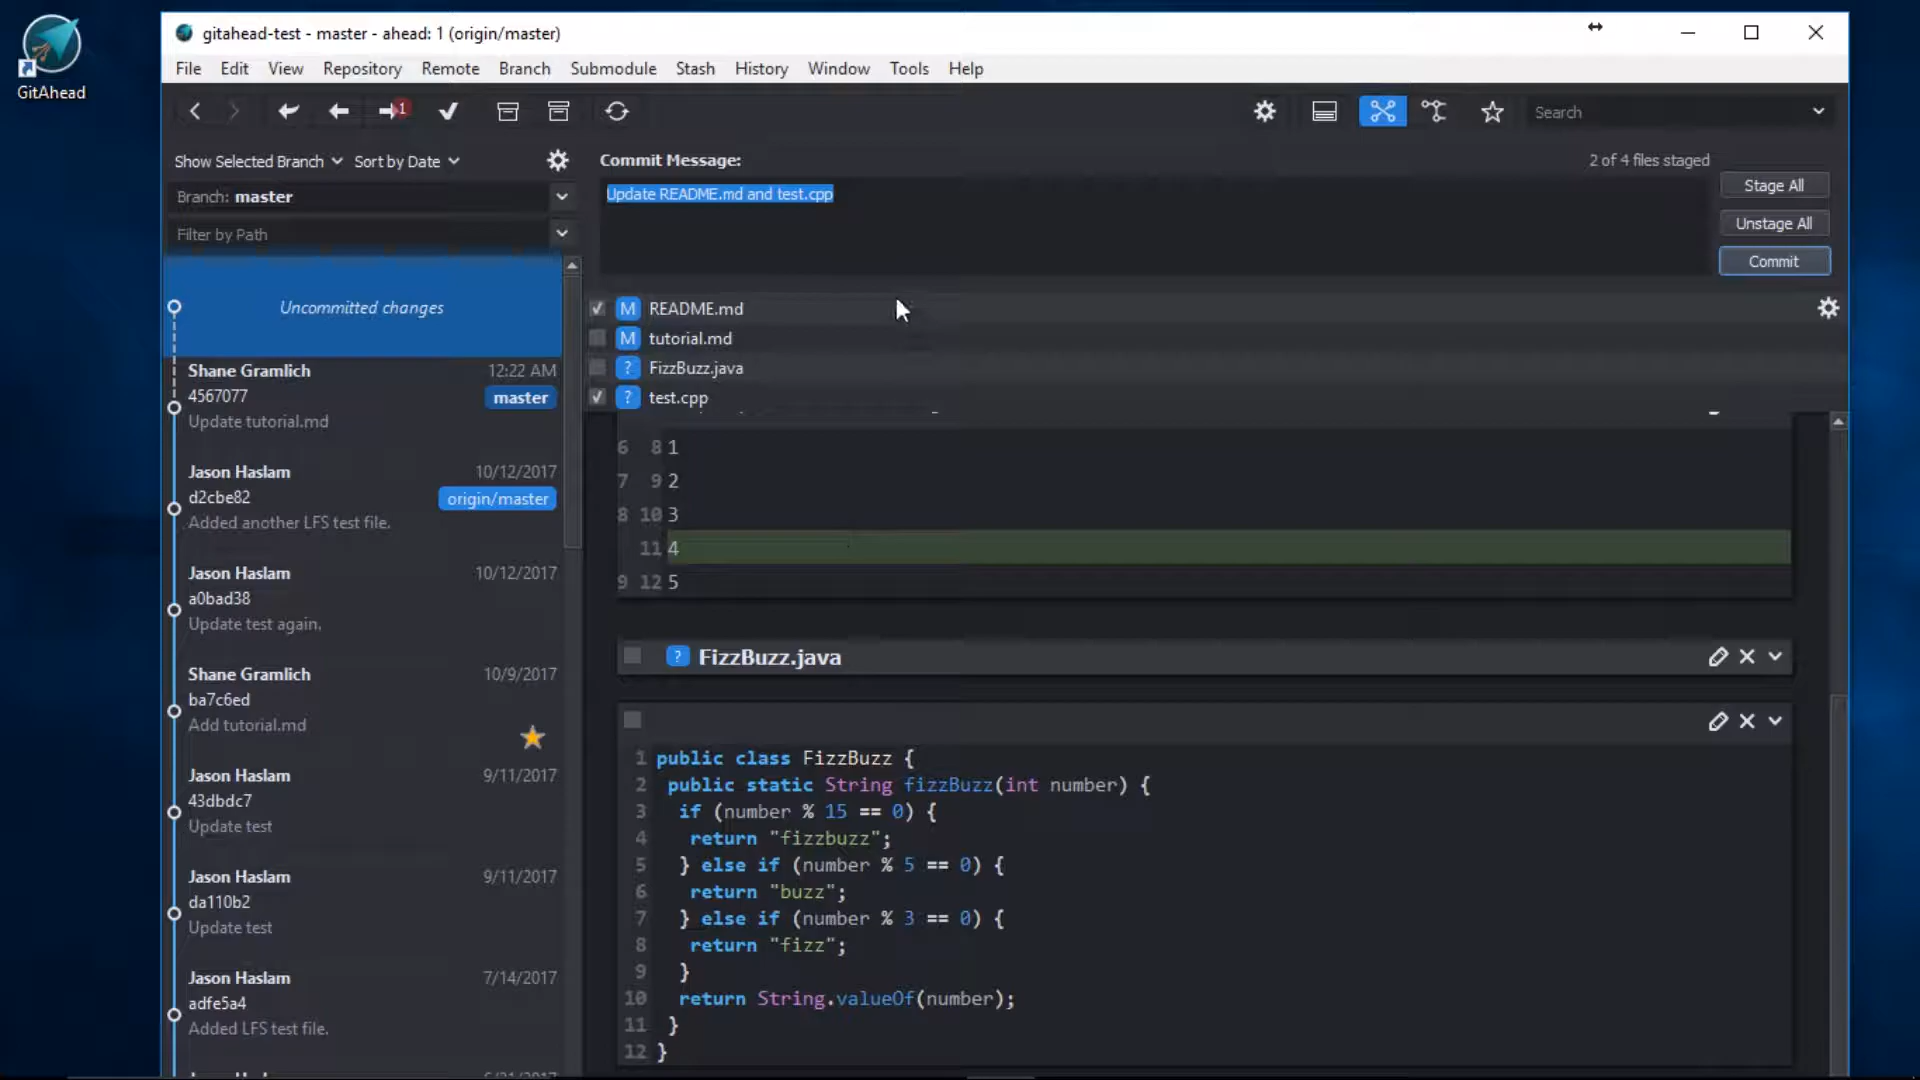 GitAhead
gitahead-test - master - ahead: 1 (origin/master)
File Edit View Repository Remote Branch Submodule Stash History Window Tools Help
1
Search
Show Selected Branch Sort by Date
Commit Message:
2 of 4 files staged
Branch: master
Filter by Path
Update README.md and test.cpp
Stage All
Unstage All
Commit
Uncommitted changes
Shane Gramlich 12:22 AM
4567077 master
Update tutorial.md
Jason Haslam 10/12/2017
d2cbe82 origin/master
Added another LFS test file.
Jason Haslam 10/12/2017
a0bad38
Update test again.
Shane Gramlich 10/9/2017
ba7c6ed
Add tutorial.md
Jason Haslam 9/11/2017
43dbdc7
Update test
Jason Haslam 9/11/2017
da110b2
Update test
Jason Haslam 7/14/2017
adfe5a4
Added LFS test file.
M README.md
M tutorial.md
? FizzBuzz.java
? test.cpp
6 8 1
7 9 2
8 10 3
11 4
9 12 5
? FizzBuzz.java
1 public class FizzBuzz {
2 public static String fizzBuzz(int number) {
3 if (number % 15 == 0) {
4 return "fizzbuzz";
5 } else if (number % 5 == 0) {
6 return "buzz";
7 } else if (number % 3 == 0) {
8 return "fizz";
9 }
10 return String.valueOf(number);
11 }
12 }